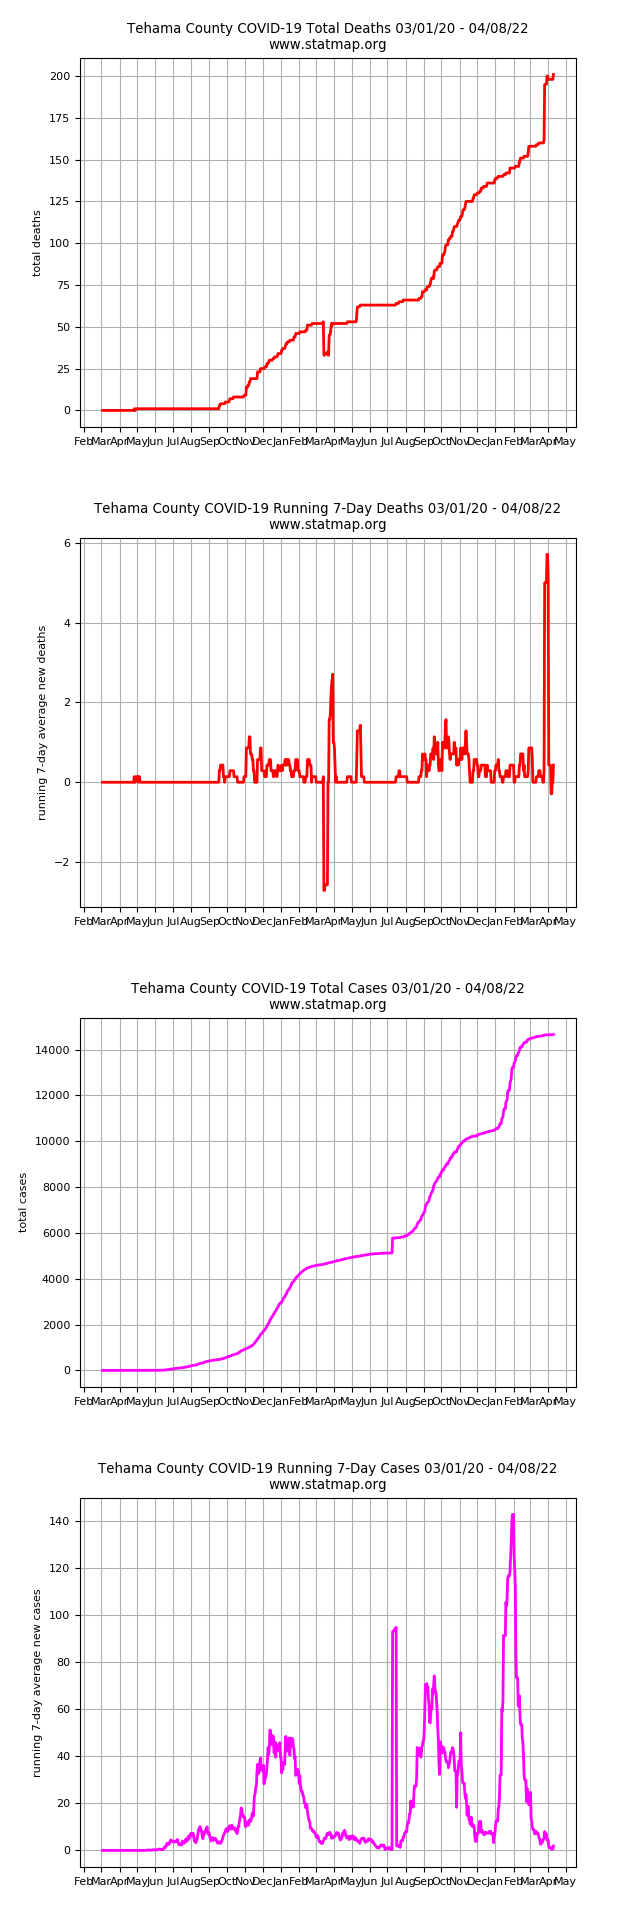 Tehama County COVID-19 Total Deaths 03/01/20 - 04/08/22
www.statmap.org
200
175
150
125
100
75
50
25
0
total deaths
Feb Mar Apr May Jun Jul Aug Sep Oct Nov Dec Jan Feb Mar Apr May Jun Jul Aug Sep Oct Nov Dec Jan Feb Mar Apr May
Tehama County COVID-19 Running 7-Day Deaths 03/01/20 - 04/08/22
www.statmap.org
6
4
2
0
−2
running 7-day average new deaths
Feb Mar Apr May Jun Jul Aug Sep Oct Nov Dec Jan Feb Mar Apr May Jun Jul Aug Sep Oct Nov Dec Jan Feb Mar Apr May
Tehama County COVID-19 Total Cases 03/01/20 - 04/08/22
www.statmap.org
14000
12000
10000
8000
6000
4000
2000
0
total cases
Feb Mar Apr May Jun Jul Aug Sep Oct Nov Dec Jan Feb Mar Apr May Jun Jul Aug Sep Oct Nov Dec Jan Feb Mar Apr May
Tehama County COVID-19 Running 7-Day Cases 03/01/20 - 04/08/22
www.statmap.org
140
120
100
80
60
40
20
0
running 7-day average new cases
Feb Mar Apr May Jun Jul Aug Sep Oct Nov Dec Jan Feb Mar Apr May Jun Jul Aug Sep Oct Nov Dec Jan Feb Mar Apr May